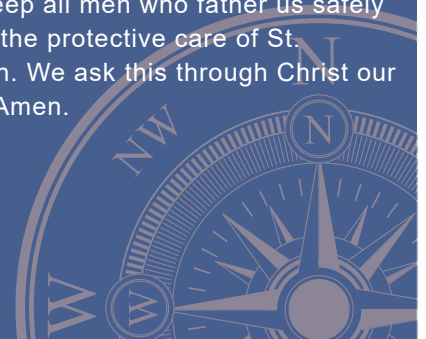 eep all men who father us safely
the protective care of St.
n. We ask this through Christ our
Amen.
N
NW
N
W
W